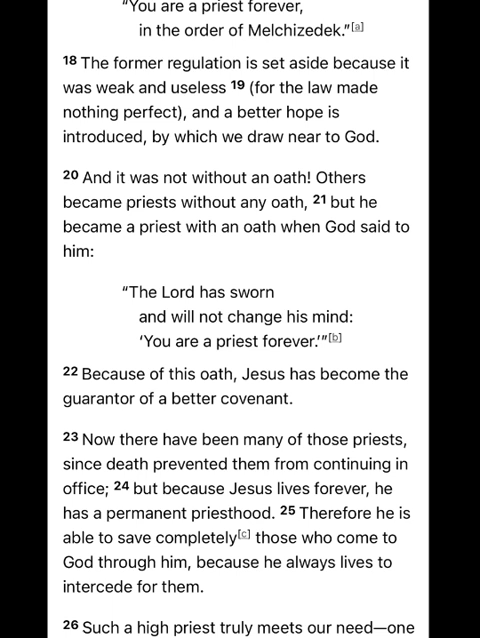 “You are a priest forever,
in the order of Melchizedek.”[a]
18 The former regulation is set aside because it
was weak and useless 19 (for the law made
nothing perfect), and a better hope is
introduced, by which we draw near to God.
20 And it was not without an oath! Others
became priests without any oath, 21 but he
became a priest with an oath when God said to
him:
“The Lord has sworn
and will not change his mind:
‘You are a priest forever.’”[b]
22 Because of this oath, Jesus has become the
guarantor of a better covenant.
23 Now there have been many of those priests,
since death prevented them from continuing in
office; 24 but because Jesus lives forever, he
has a permanent priesthood. 25 Therefore he is
able to save completely[c] those who come to
God through him, because he always lives to
intercede for them.
26 Such a high priest truly meets our need—one